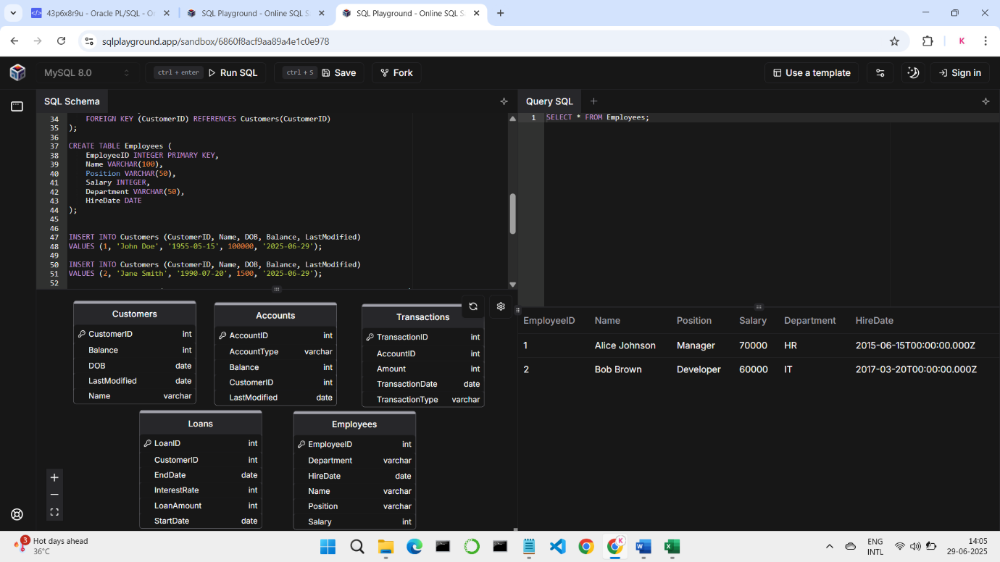 43p6x8r9u - Oracle PL/SQL - Or
SQL Playground - Online SQL S
SQL Playground - Online SQL S
sqlplayground.app/sandbox/6860f8acf9aa89a4e1c0e978
K
MySQL 8.0
ctrl + enter
Run SQL
ctrl + S
Save
Fork
Use a template
Sign in
SQL Schema
34 FOREIGN KEY (CustomerID) REFERENCES Customers(CustomerID)
35 );
36
37 CREATE TABLE Employees (
38 EmployeeID INTEGER PRIMARY KEY,
39 Name VARCHAR(100),
40 Position VARCHAR(50),
41 Salary INTEGER,
42 Department VARCHAR(50),
43 HireDate DATE
44 );
45
46
47 INSERT INTO Customers (CustomerID, Name, DOB, Balance, LastModified)
48 VALUES (1, 'John Doe', '1955-05-15', 100000, '2025-06-29');
49
50 INSERT INTO Customers (CustomerID, Name, DOB, Balance, LastModified)
51 VALUES (2, 'Jane Smith', '1990-07-20', 1500, '2025-06-29');
52
Query SQL
1 SELECT * FROM Employees;
Customers
CustomerID int
Balance int
DOB date
LastModified date
Name varchar
Accounts
AccountID int
AccountType varchar
Balance int
CustomerID int
LastModified date
Transactions
TransactionID int
AccountID int
Amount int
TransactionDate date
TransactionType varchar
Loans
LoanID int
CustomerID int
EndDate date
InterestRate int
LoanAmount int
StartDate date
Employees
EmployeeID int
Department varchar
HireDate date
Name varchar
Position varchar
Salary int
EmployeeID Name Position Salary Department HireDate
1 Alice Johnson Manager 70000 HR 2015-06-15T00:00:00.000Z
2 Bob Brown Developer 60000 IT 2017-03-20T00:00:00.000Z
3
Hot days ahead
36°C
K
ENG
INTL
14:05
29-06-2025